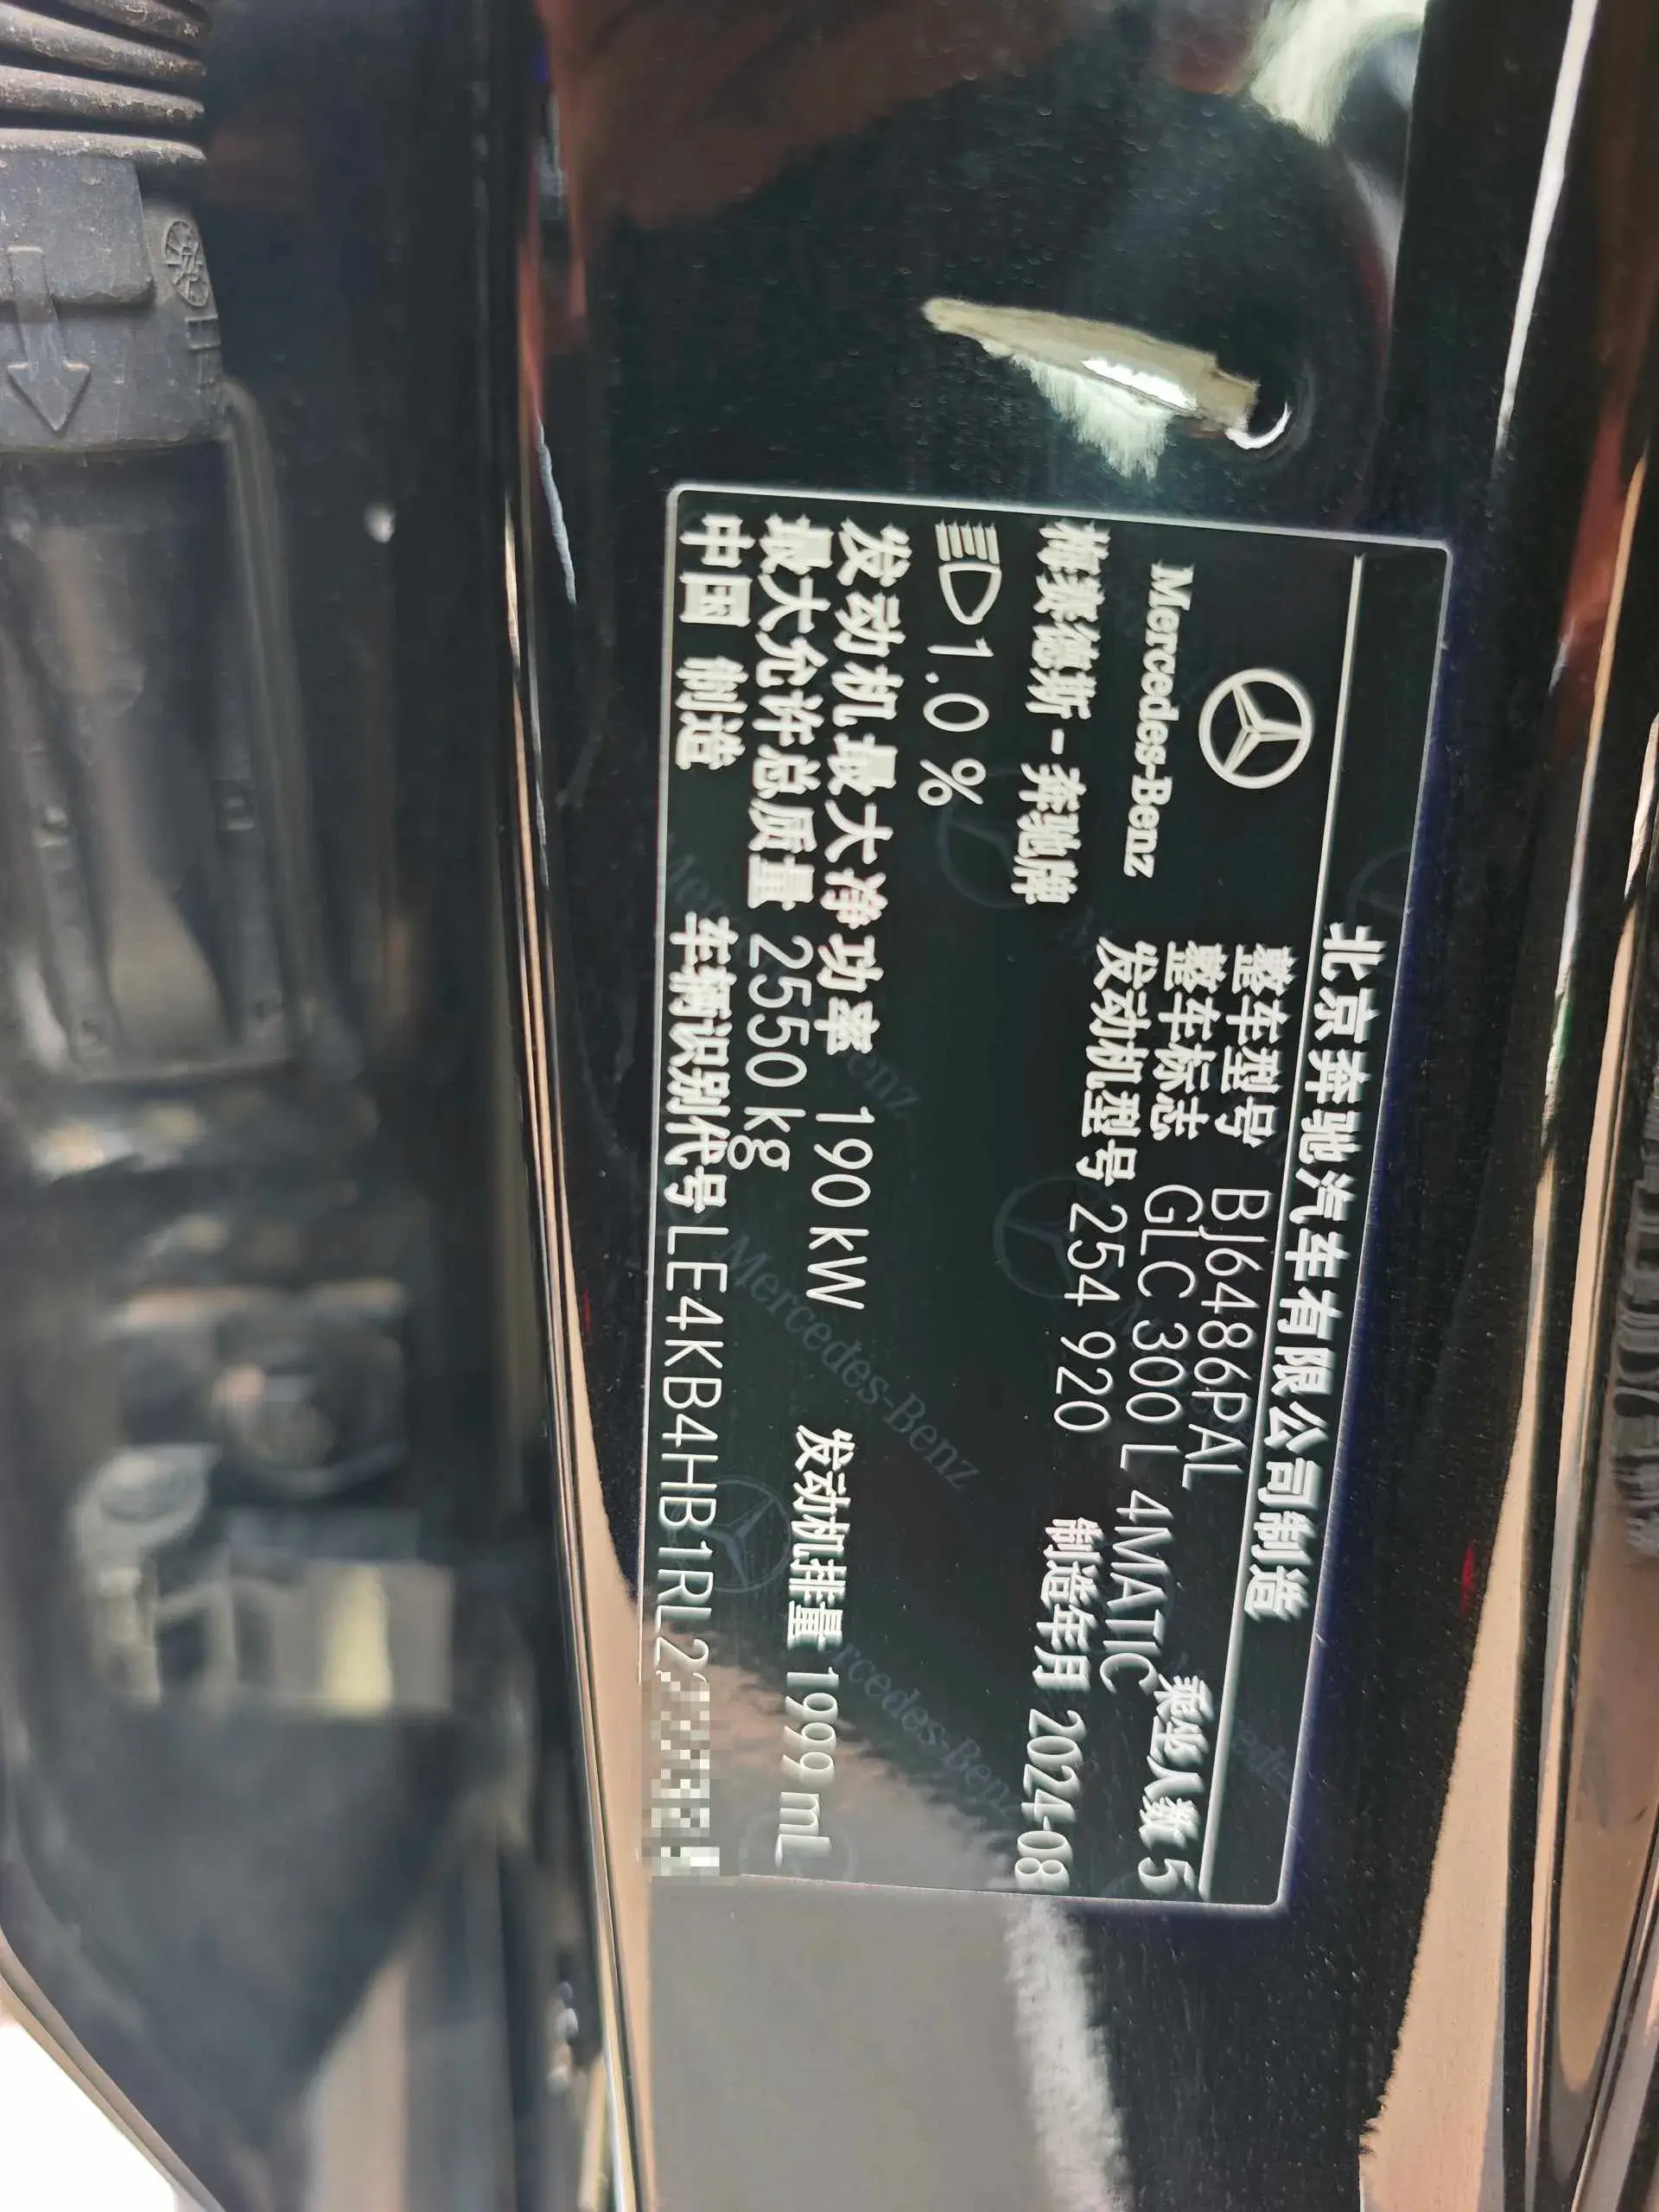 北京奔驰汽车有限公司制造
Mercedes-Benz
整车型号 BJ6486PAL
整车标志 GLC 300 L 4MATIC 乘坐人数 5
发动机型号 254 920 制造年月 2024-08
梅赛德斯-奔驰牌
1.0 %
发动机最大净功率 190 kW 发动机排量 1999 mL
最大允许总质量 2550 kg
中国 制造 车辆识别代号 LE4KB4HB1RL2